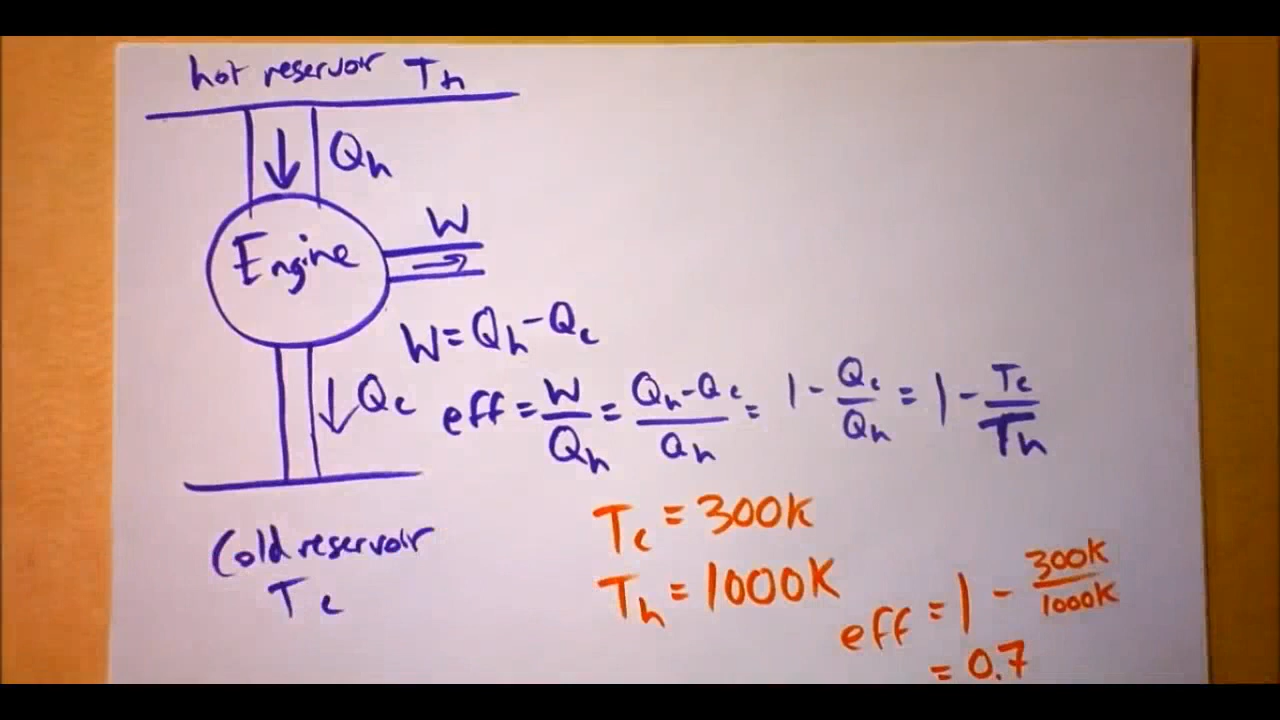 hot reservoir Th
Qh
Engine
W
W = Qh - Qc
Qc
eff = W/Qh = Qh-Qc/Qh = 1 - Qc/Qh = 1 - Tc/Th
Cold reservoir
Tc
Tc = 300K
Th = 1000K
eff = 1 - 300K/1000K
= 0.7